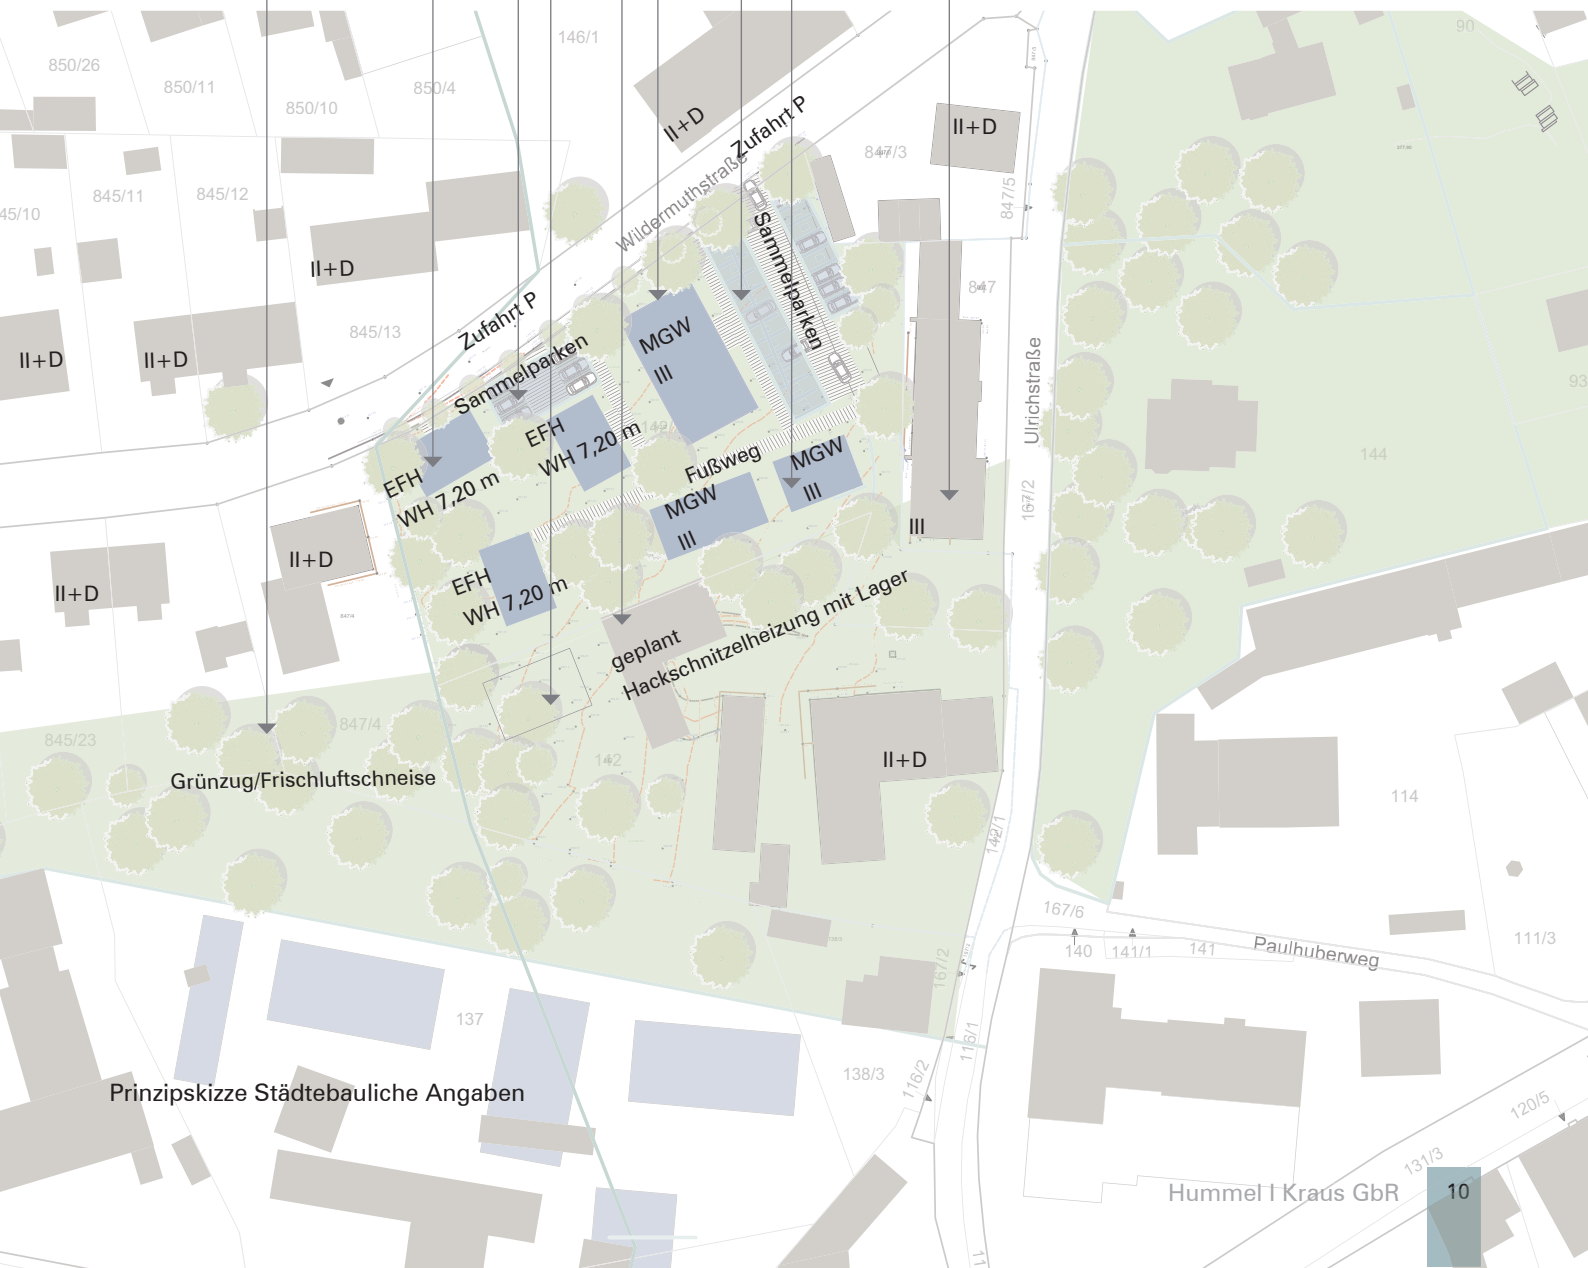 90
146/1
850/26
850/11
850/4
850/10
II+D
Zufahrt P
II+D
847/3
845/11
845/12
45/10
847/5
Wildermuthstraße
Sammelparken
II+D
847
Zufahrt P
845/13
MGW
III
Sammelparken
II+D
II+D
93
Ulrichstraße
EFH
WH 7,20 m
142/
Fußweg
MGW
III
144
EFH
WH 7,20 m
MGW
III
167/2
III
II+D
II+D
EFH
WH 7,20 m
847/4
geplant
Hackschnitzelheizung mit Lager
847/4
845/23
142
II+D
Grünzug/Frischluftschneise
114
142/1
167/6
140
141/1
141
Paulhuberweg
111/3
167/2
137
116/1
138/3
116/2
Prinzipskizze Städtebauliche Angaben
120/5
131/3
Hummel I Kraus GbR
10
11